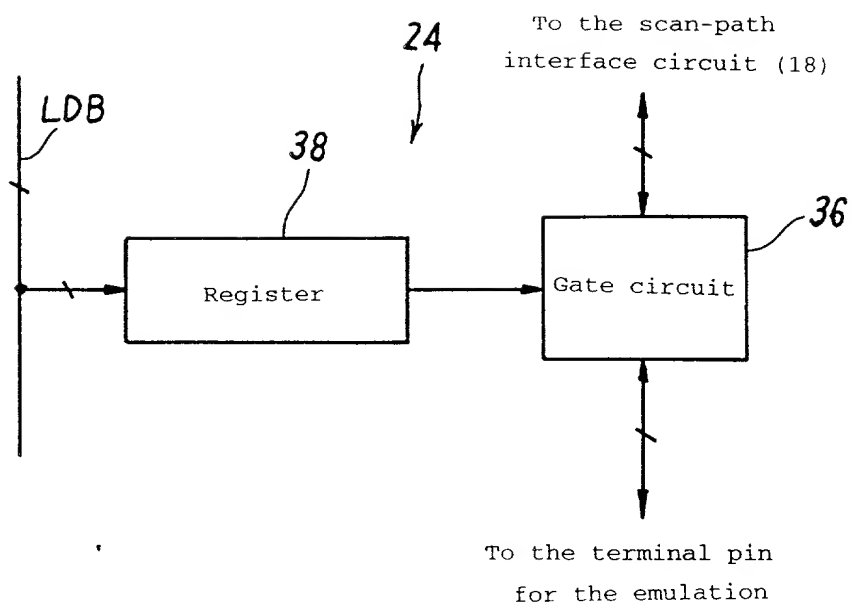 24
To the scan-path
interface circuit (18)
LDB
38
36
Register
Gate circuit
To the terminal pin
for the emulation